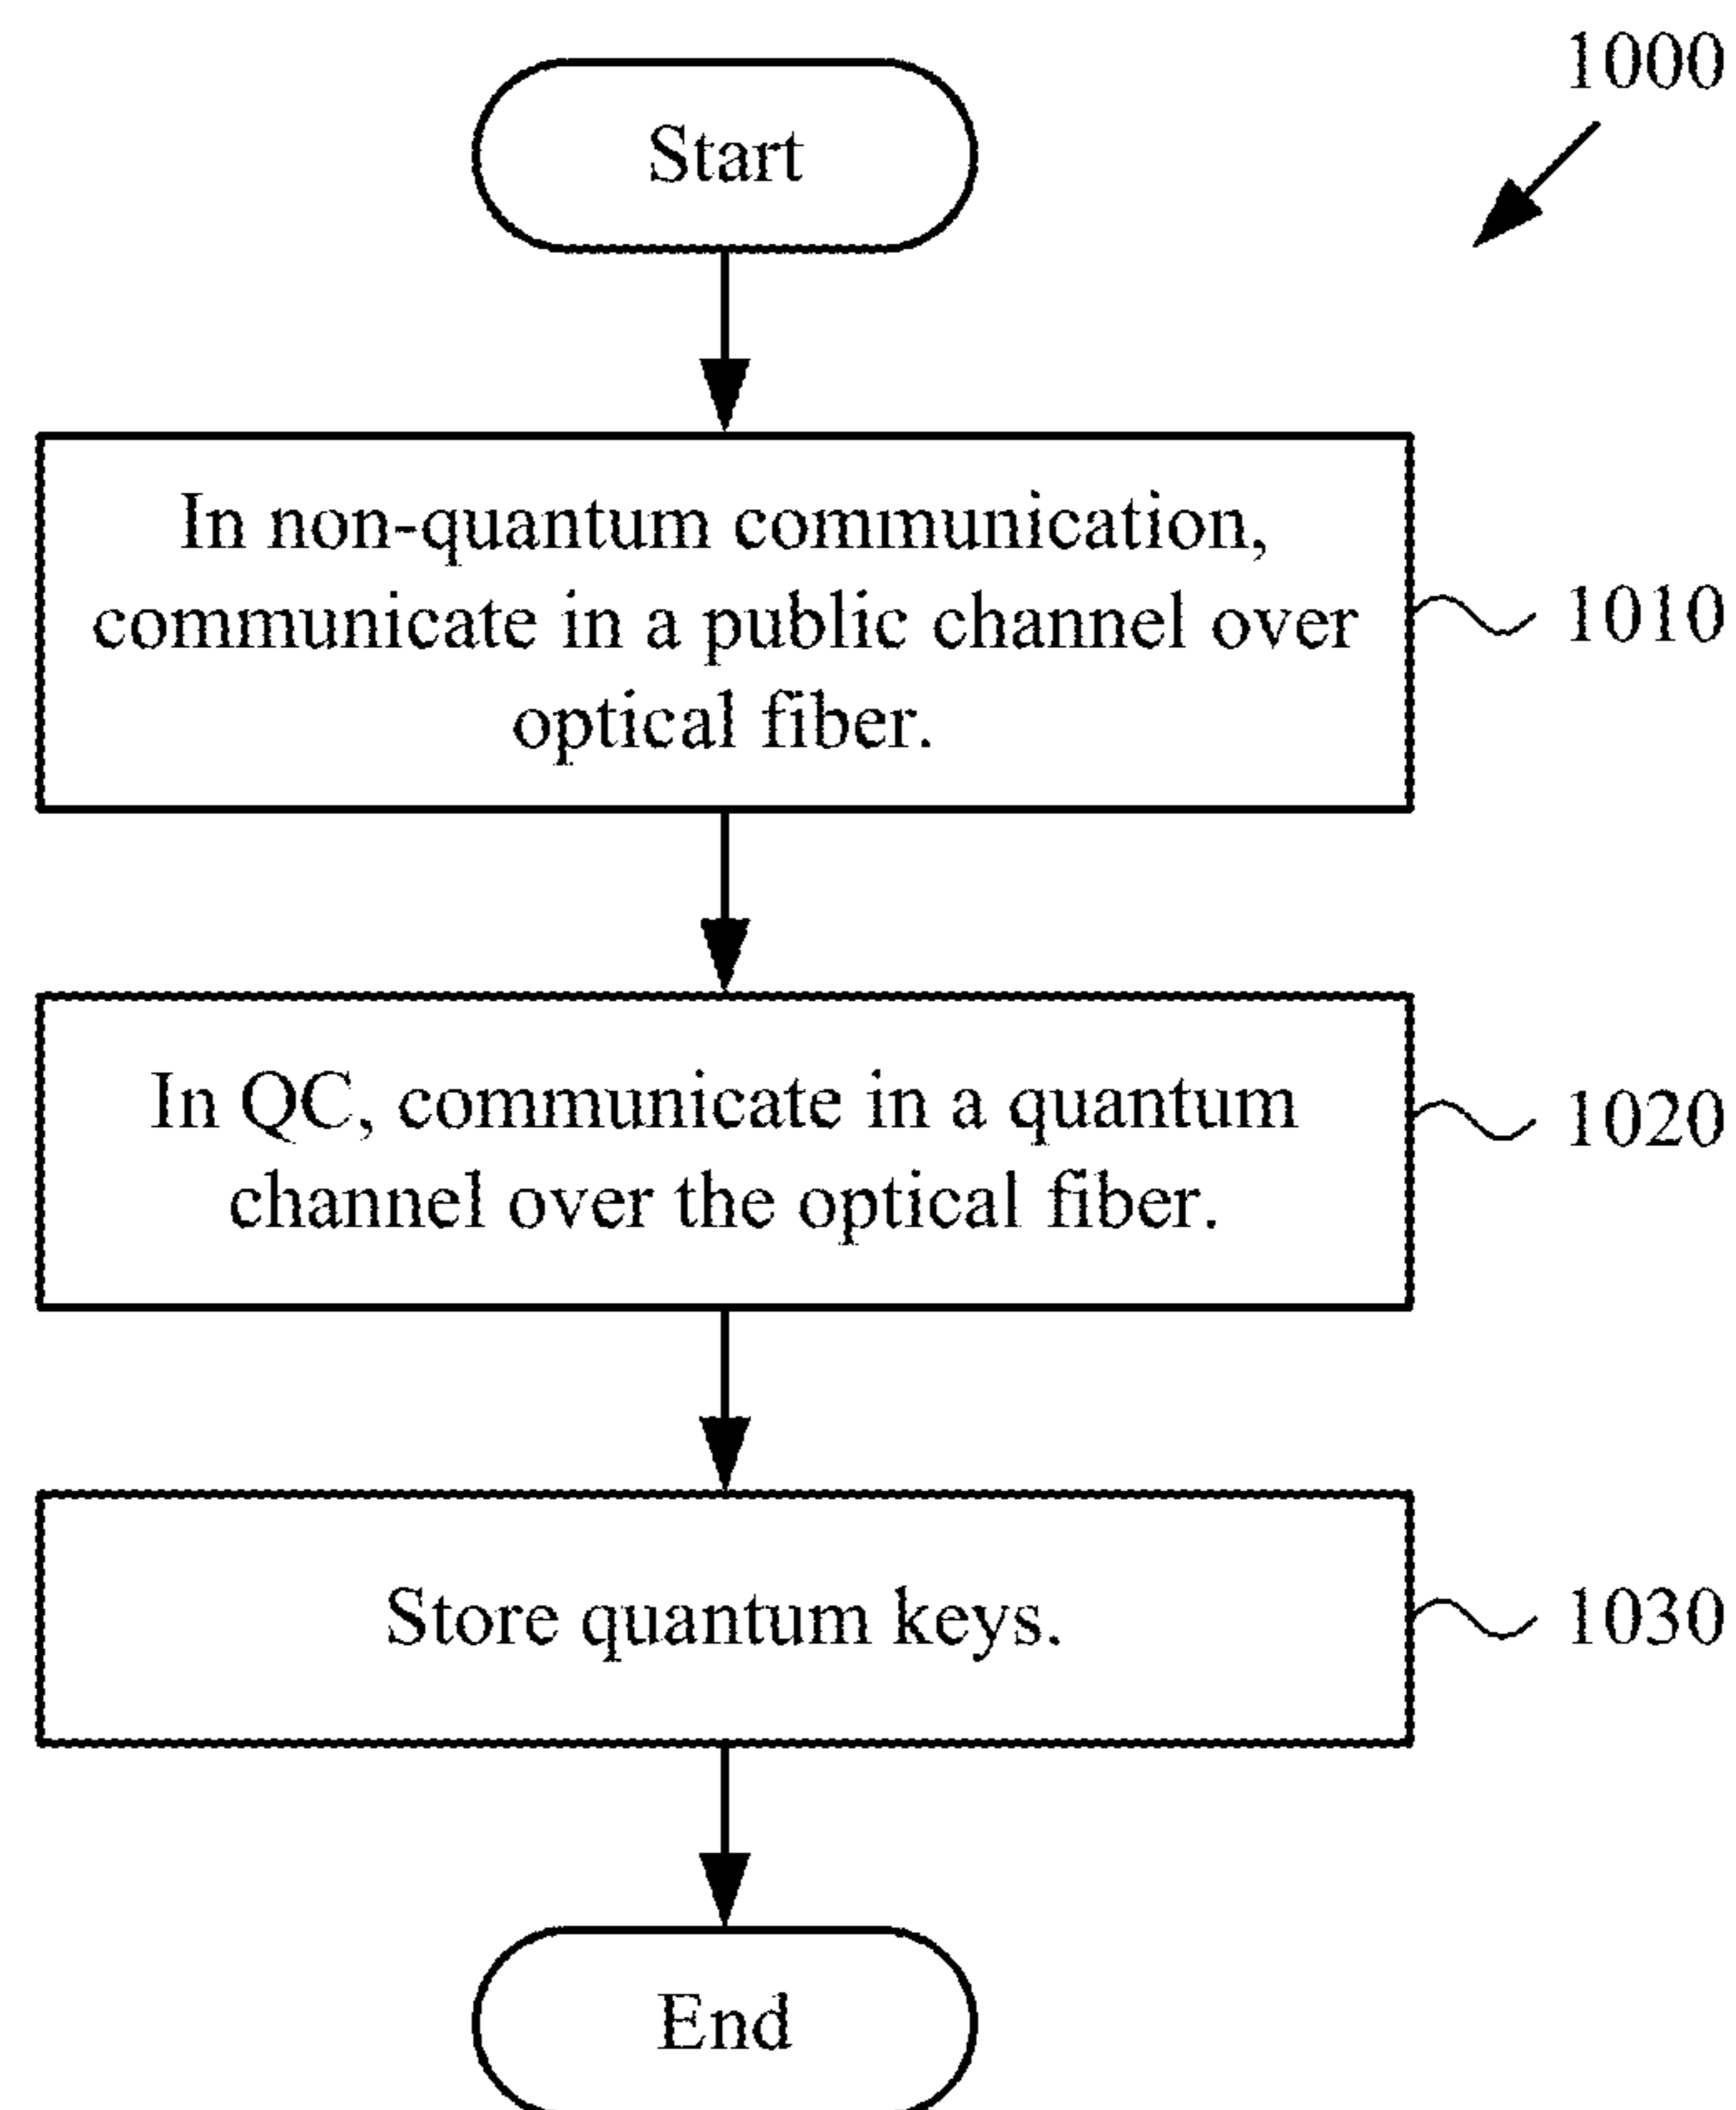 1000
Start
In non-quantum communication,
communicate in a public channel over
optical fiber.
1010
In QC, communicate in a quantum
channel over the optical fiber.
1020
Store quantum keys.
1030
End